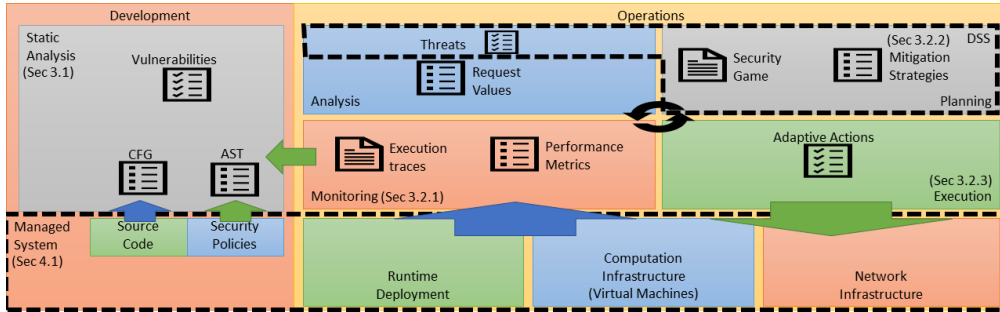 Development
Operations
Static
Analysis
(Sec 3.1)
Vulnerabilities
CFG
AST
Threats
Request
Values
Analysis
Security
Game
(Sec 3.2.2)
Mitigation
Strategies
DSS
Planning
Execution
traces
Performance
Metrics
Monitoring (Sec 3.2.1)
Adaptive Actions
(Sec 3.2.3)
Execution
Managed
System
(Sec 4.1)
Source
Code
Security
Policies
Runtime
Deployment
Computation
Infrastructure
(Virtual Machines)
Network
Infrastructure